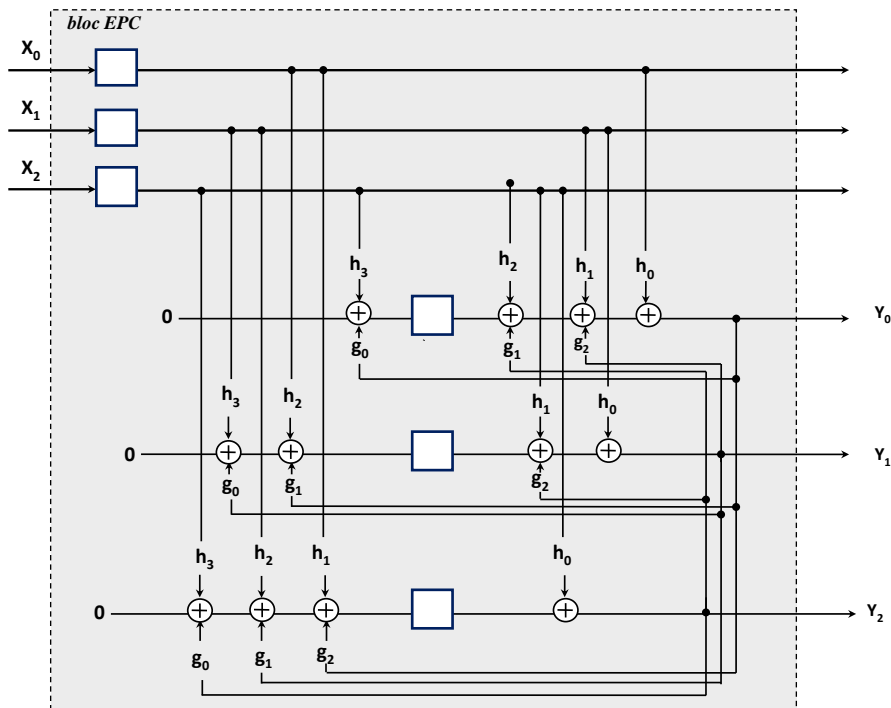 bloc EPC
X0
X1
X2
h3 h2 h1 h0
0 Y0
g0 g1 g2
h3 h2 h1 h0
0 Y1
g0 g1 g2
h3 h2 h1 h0
0 Y2
g0 g1 g2